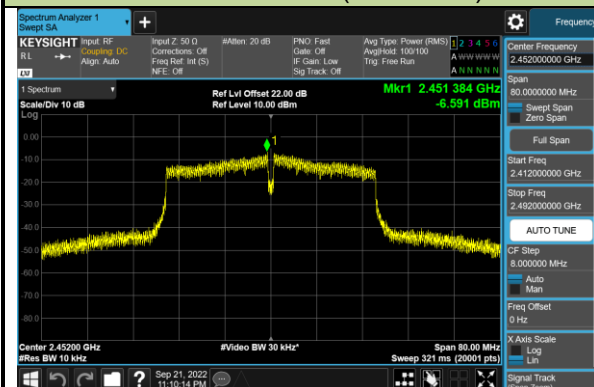 Spectrum Analyzer 1
Swept SA
Frequency
KEYSIGHT
RL
Input: RF
Coupling: DC
Align: Auto
Input Z: 50 Ω
Corrections: Off
Freq Ref: Int (S)
NFE: Off
#Atten: 20 dB
PNO: Fast
Gate: Off
IF Gain: Low
Sig Track: Off
Avg Type: Power (RMS)
Avg|Hold: 100/100
Trig: Free Run
1 2 3 4 5 6
A W W W W W
A N N N N N
1 Spectrum
Scale/Div 10 dB
Log
Ref Lvl Offset 22.00 dB
Ref Level 10.00 dBm
Mkr1 2.451 384 GHz
-6.591 dBm
1
0.00
-10.0
-20.0
-30.0
-40.0
-50.0
-60.0
-70.0
-80.0
Center 2.45200 GHz
#Res BW 10 kHz
#Video BW 30 kHz*
Span 80.00 MHz
Sweep 321 ms (20001 pts)
Sep 21, 2022
11:10:14 PM
Center Frequency
2.452000000 GHz
Span
80.0000000 MHz
Swept Span
Zero Span
Full Span
Start Freq
2.412000000 GHz
Stop Freq
2.492000000 GHz
AUTO TUNE
CF Step
8.000000 MHz
Auto
Man
Freq Offset
0 Hz
X Axis Scale
Log
Lin
Signal Track